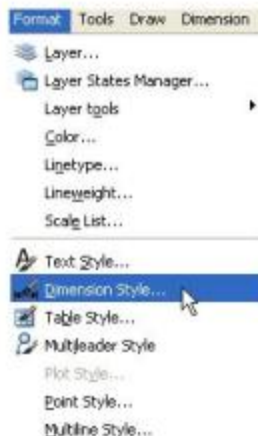 Format Tools Draw Dimension
Layer...
Layer States Manager...
Layer tools
Color...
Linetype...
Lineweight...
Scale List...
Text Style...
Dimension Style...
Table Style...
Multileader Style
Plot Style...
Point Style...
Multiline Style...